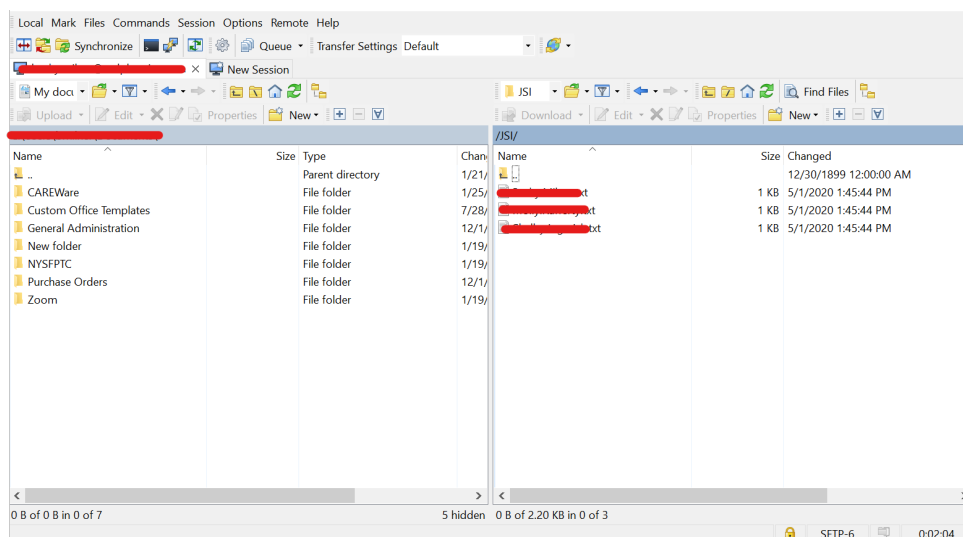 Local Mark Files Commands Session Options Remote Help
Synchronize Queue Transfer Settings Default
New Session
My docu JSI Find Files
Upload Edit Properties New Download Edit Properties New
/JSI/
Name Size Type Chan Name Size Changed
.. Parent directory 1/21/ .. 12/30/1899 12:00:00 AM
CAREWare File folder 1/25/ xt 1 KB 5/1/2020 1:45:44 PM
Custom Office Templates File folder 7/28/ .txt 1 KB 5/1/2020 1:45:44 PM
General Administration File folder 12/1/ .txt 1 KB 5/1/2020 1:45:44 PM
New folder File folder 1/19/
NYSFPTC File folder 1/19/
Purchase Orders File folder 12/1/
Zoom File folder 1/19/
0 B of 0 B in 0 of 7 5 hidden 0 B of 2.20 KB in 0 of 3
SFTP-6 0:02:04